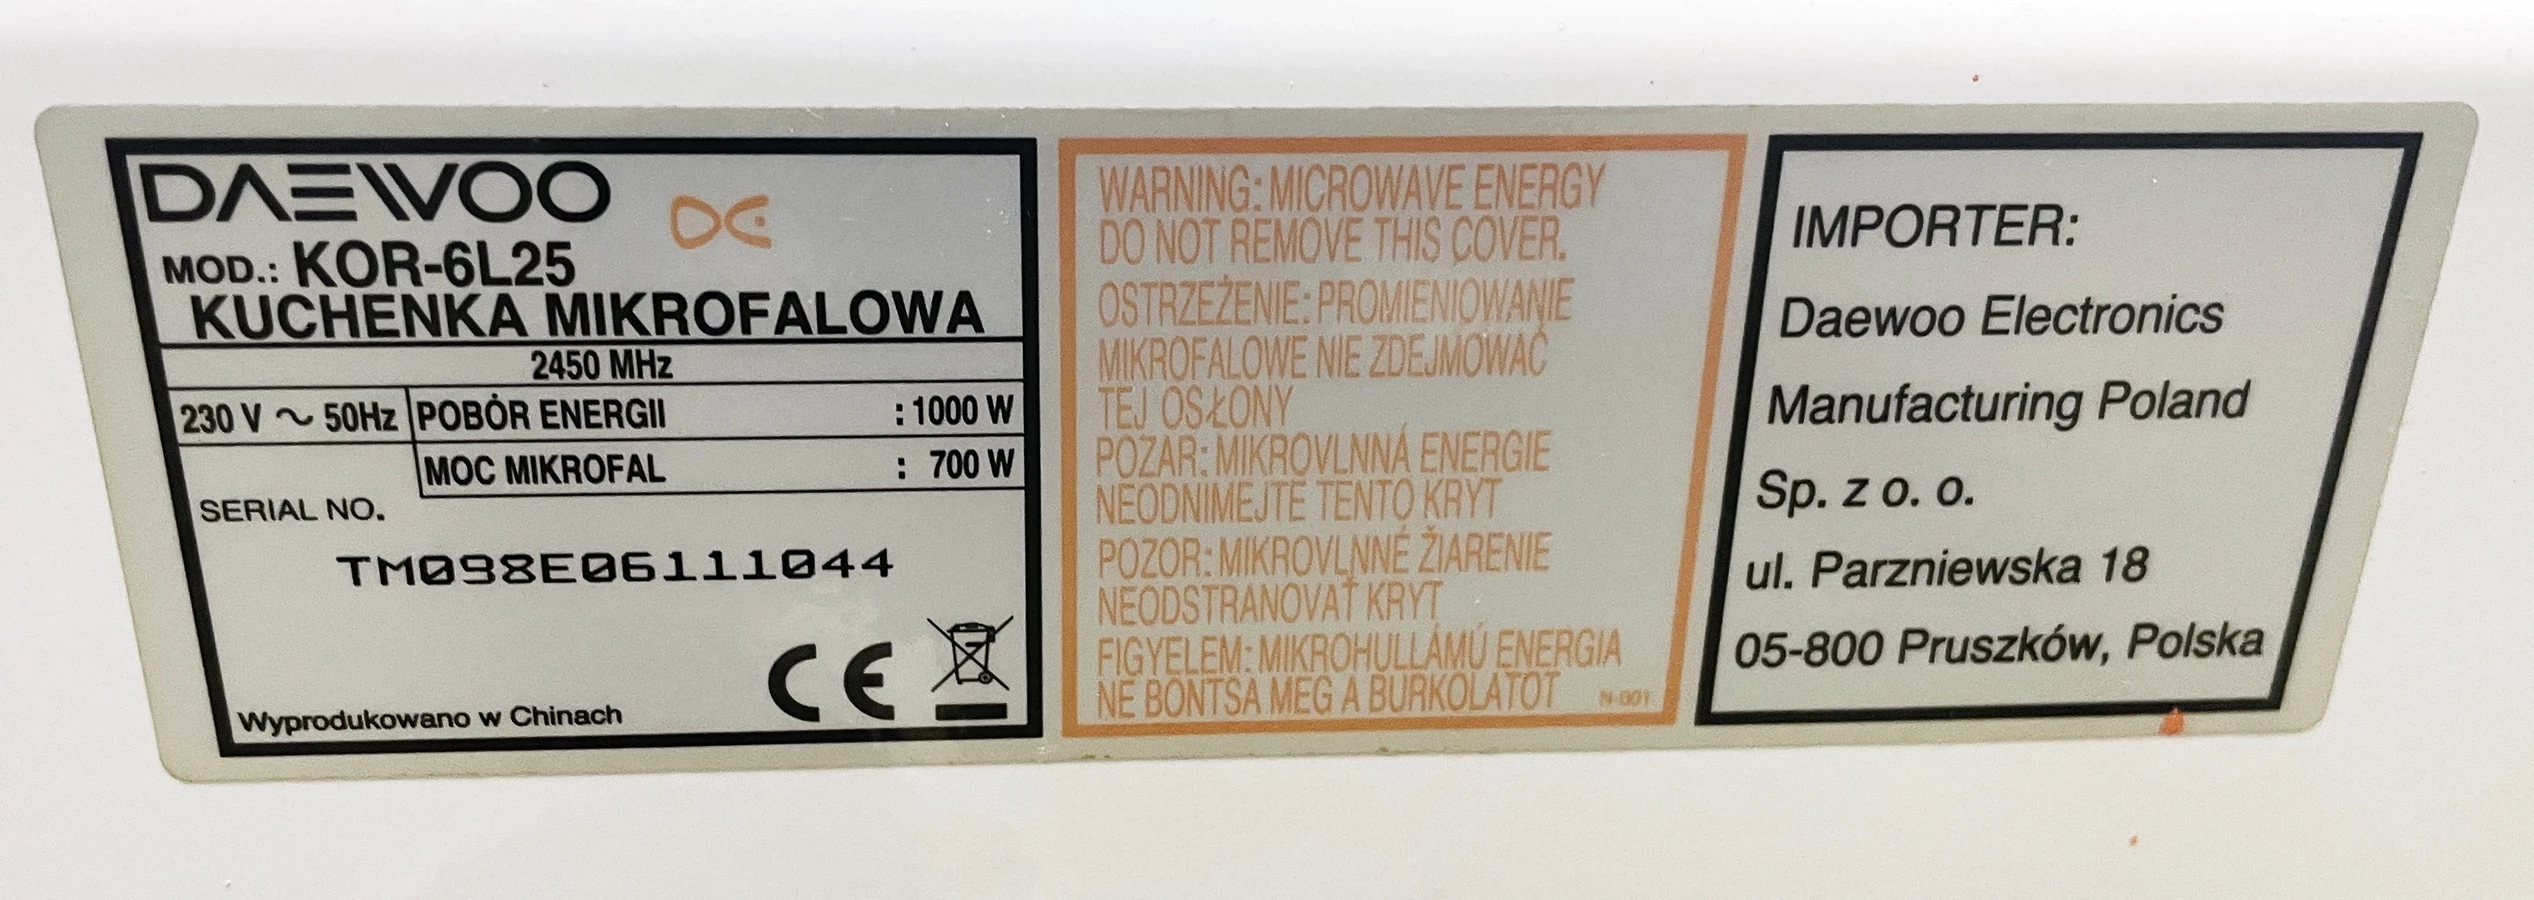 DAEWOO
MOD.: KOR-6L25
KUCHENKA MIKROFALOWA
2450 MHz
230 V ~ 50Hz POBÓR ENERGII : 1000 W
MOC MIKROFAL : 700 W
SERIAL NO.
TM098E06111044
CE
Wyprodukowano w Chinach
WARNING: MICROWAVE ENERGY
DO NOT REMOVE THIS COVER.
OSTRZEŻENIE: PROMIENIOWANIE
MIKROFALOWE NIE ZDEJMOWAĆ
TEJ OSŁONY
POZAR: MIKROVLNNÁ ENERGIE
NEODNIMEJTE TENTO KRYT
POZOR: MIKROVLNNÉ ŽIARENIE
NEODSTRANOVAŤ KRYT
FIGYELEM: MIKROHULLÁMÚ ENERGIA
NE BONTSA MEG A BURKOLATOT N-001
IMPORTER:
Daewoo Electronics
Manufacturing Poland
Sp. z o. o.
ul. Parzniewska 18
05-800 Pruszków, Polska